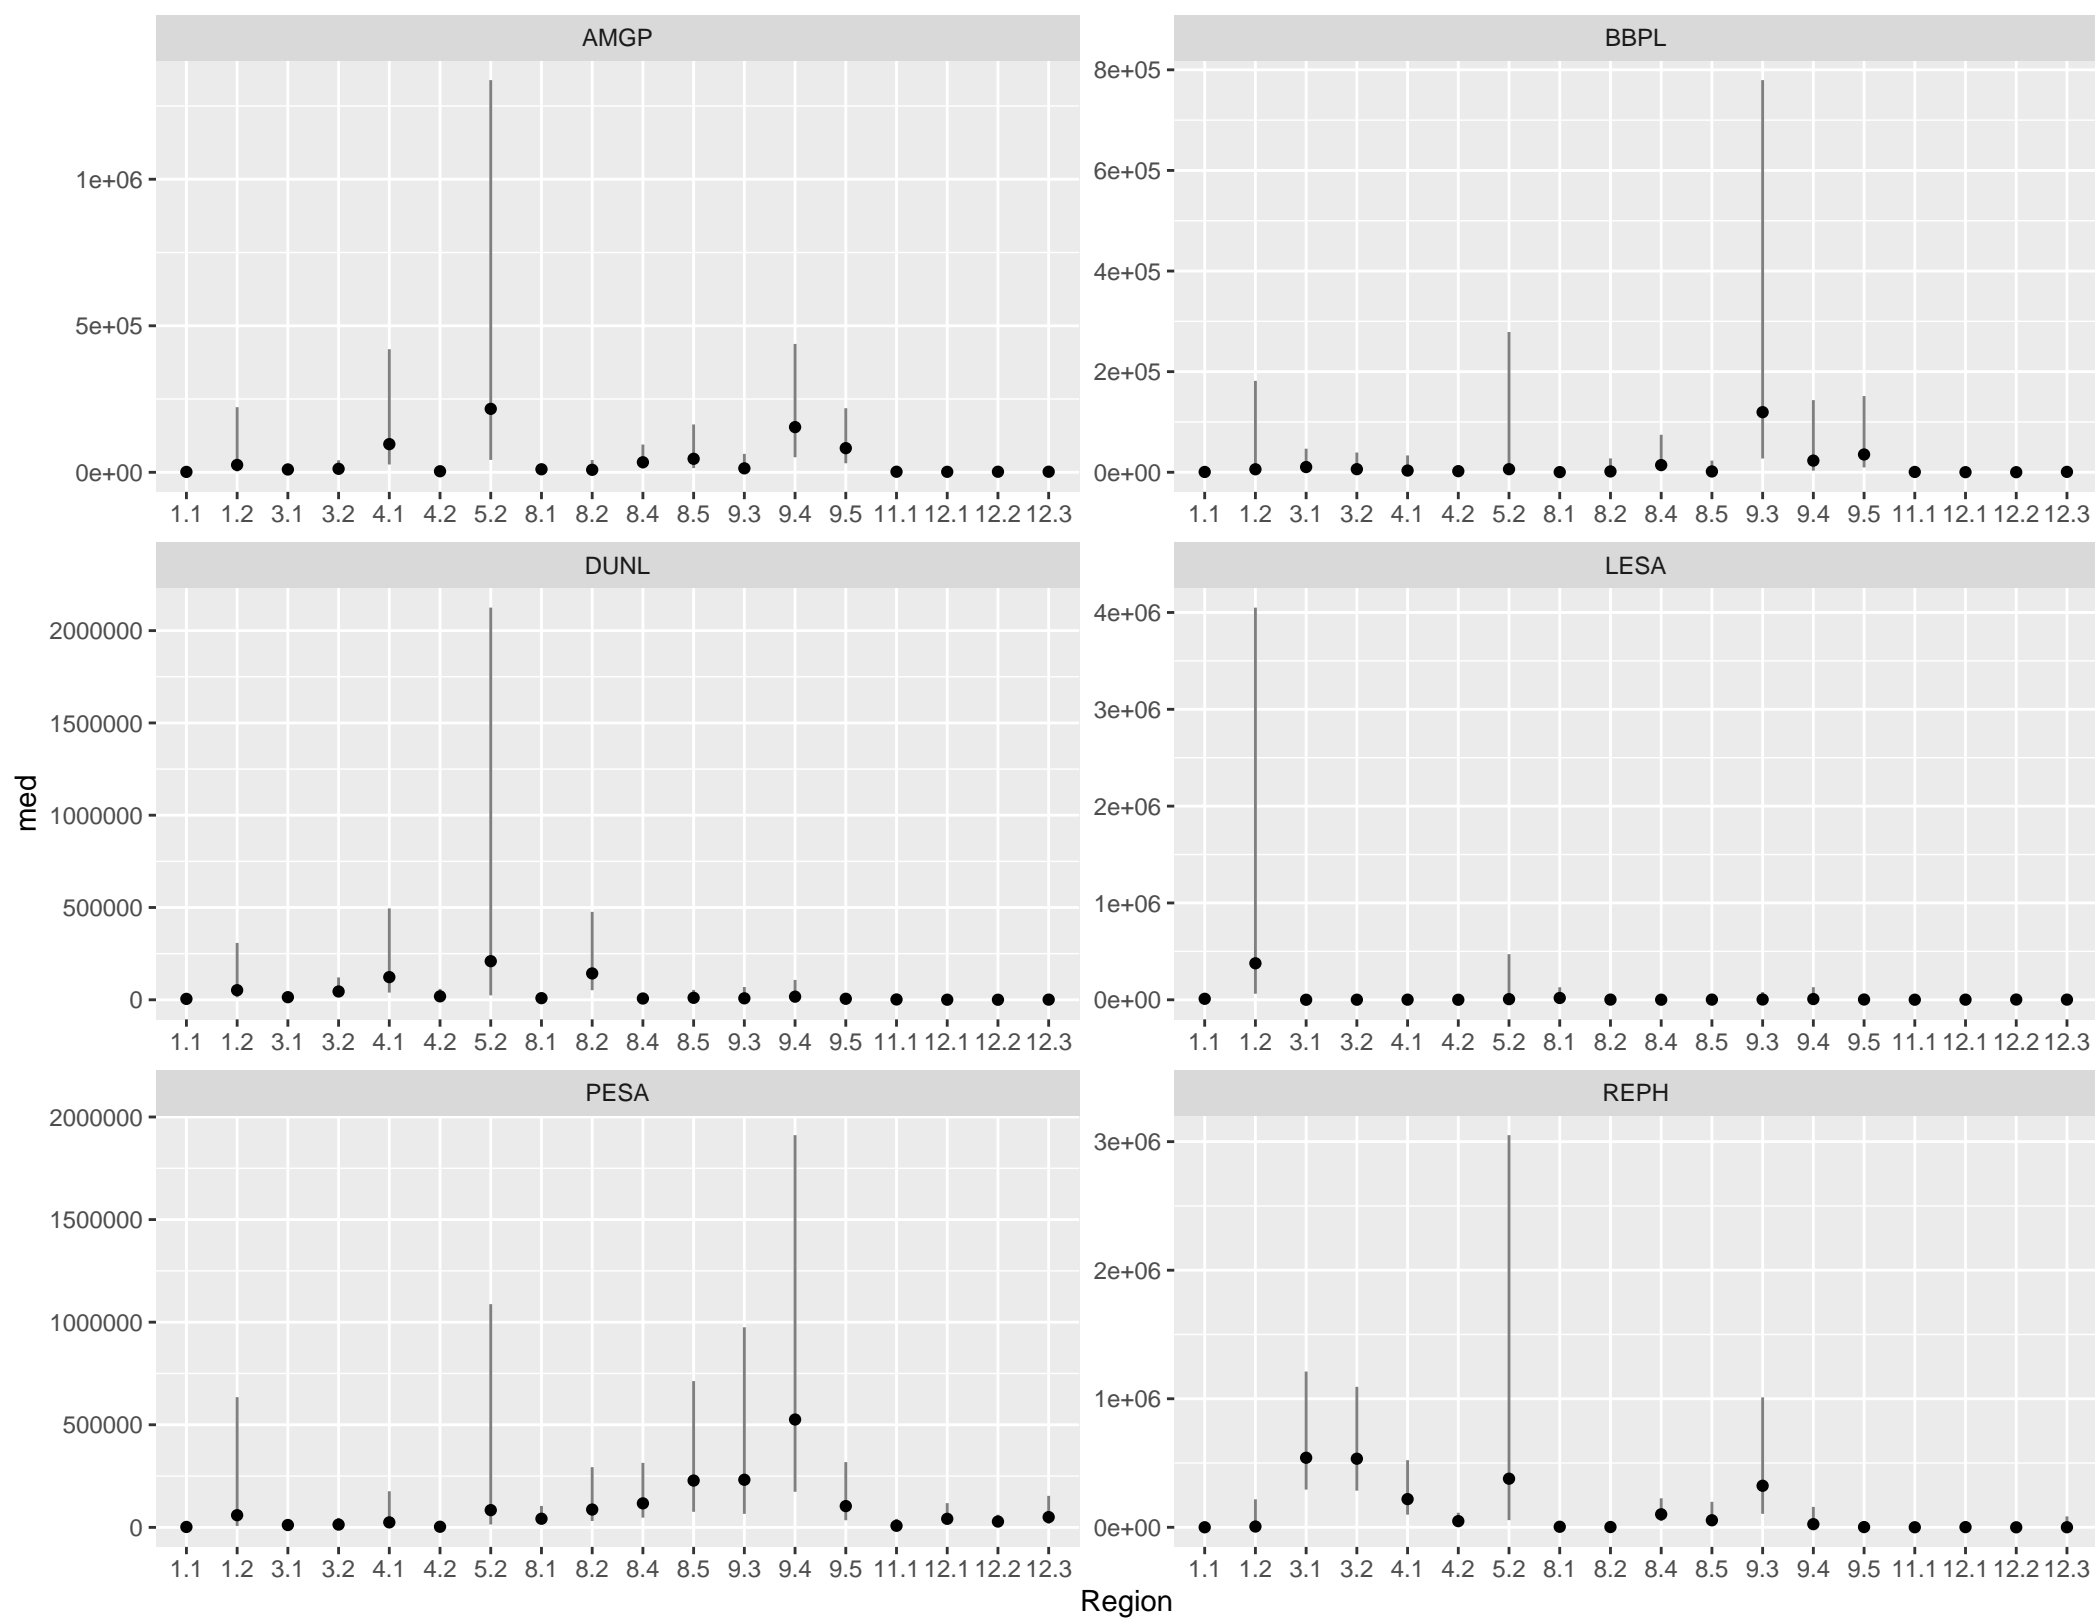 AMGP
BBPL
1e+06
5e+05
0e+00
8e+05
6e+05
4e+05
2e+05
0e+00
1.1 1.2 3.1 3.2 4.1 4.2 5.2 8.1 8.2 8.4 8.5 9.3 9.4 9.5 11.1 12.1 12.2 12.3
1.1 1.2 3.1 3.2 4.1 4.2 5.2 8.1 8.2 8.4 8.5 9.3 9.4 9.5 11.1 12.1 12.2 12.3
DUNL
LESA
2000000
1500000
1000000
500000
0
4e+06
3e+06
2e+06
1e+06
0e+00
1.1 1.2 3.1 3.2 4.1 4.2 5.2 8.1 8.2 8.4 8.5 9.3 9.4 9.5 11.1 12.1 12.2 12.3
1.1 1.2 3.1 3.2 4.1 4.2 5.2 8.1 8.2 8.4 8.5 9.3 9.4 9.5 11.1 12.1 12.2 12.3
med
PESA
REPH
2000000
1500000
1000000
500000
0
3e+06
2e+06
1e+06
0e+00
1.1 1.2 3.1 3.2 4.1 4.2 5.2 8.1 8.2 8.4 8.5 9.3 9.4 9.5 11.1 12.1 12.2 12.3
1.1 1.2 3.1 3.2 4.1 4.2 5.2 8.1 8.2 8.4 8.5 9.3 9.4 9.5 11.1 12.1 12.2 12.3
Region